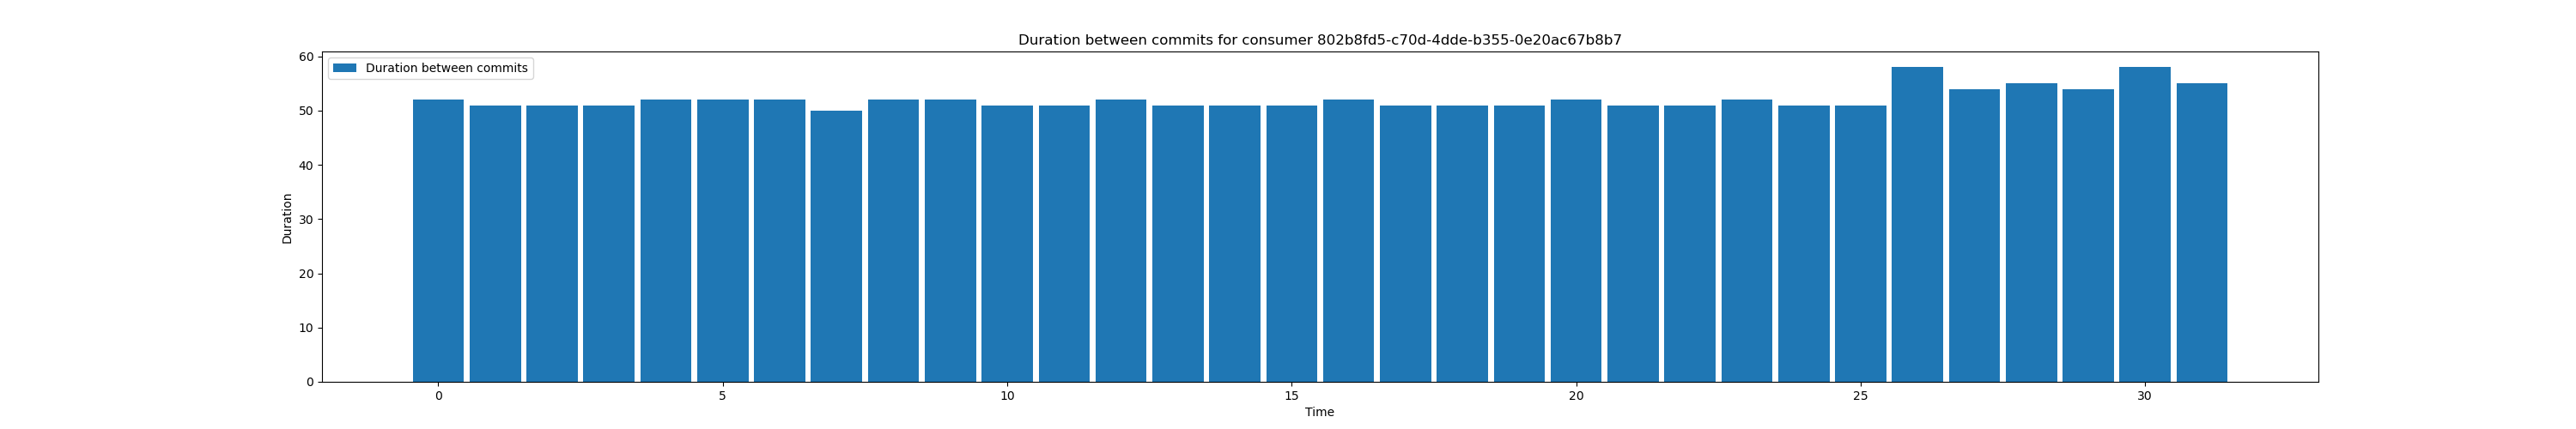 Duration between commits for consumer 802b8fd5-c70d-4dde-b355-0e20ac67b8b7
Duration between commits
60
50
40
30
20
10
0
Duration
0 5 10 15 20 25 30
Time